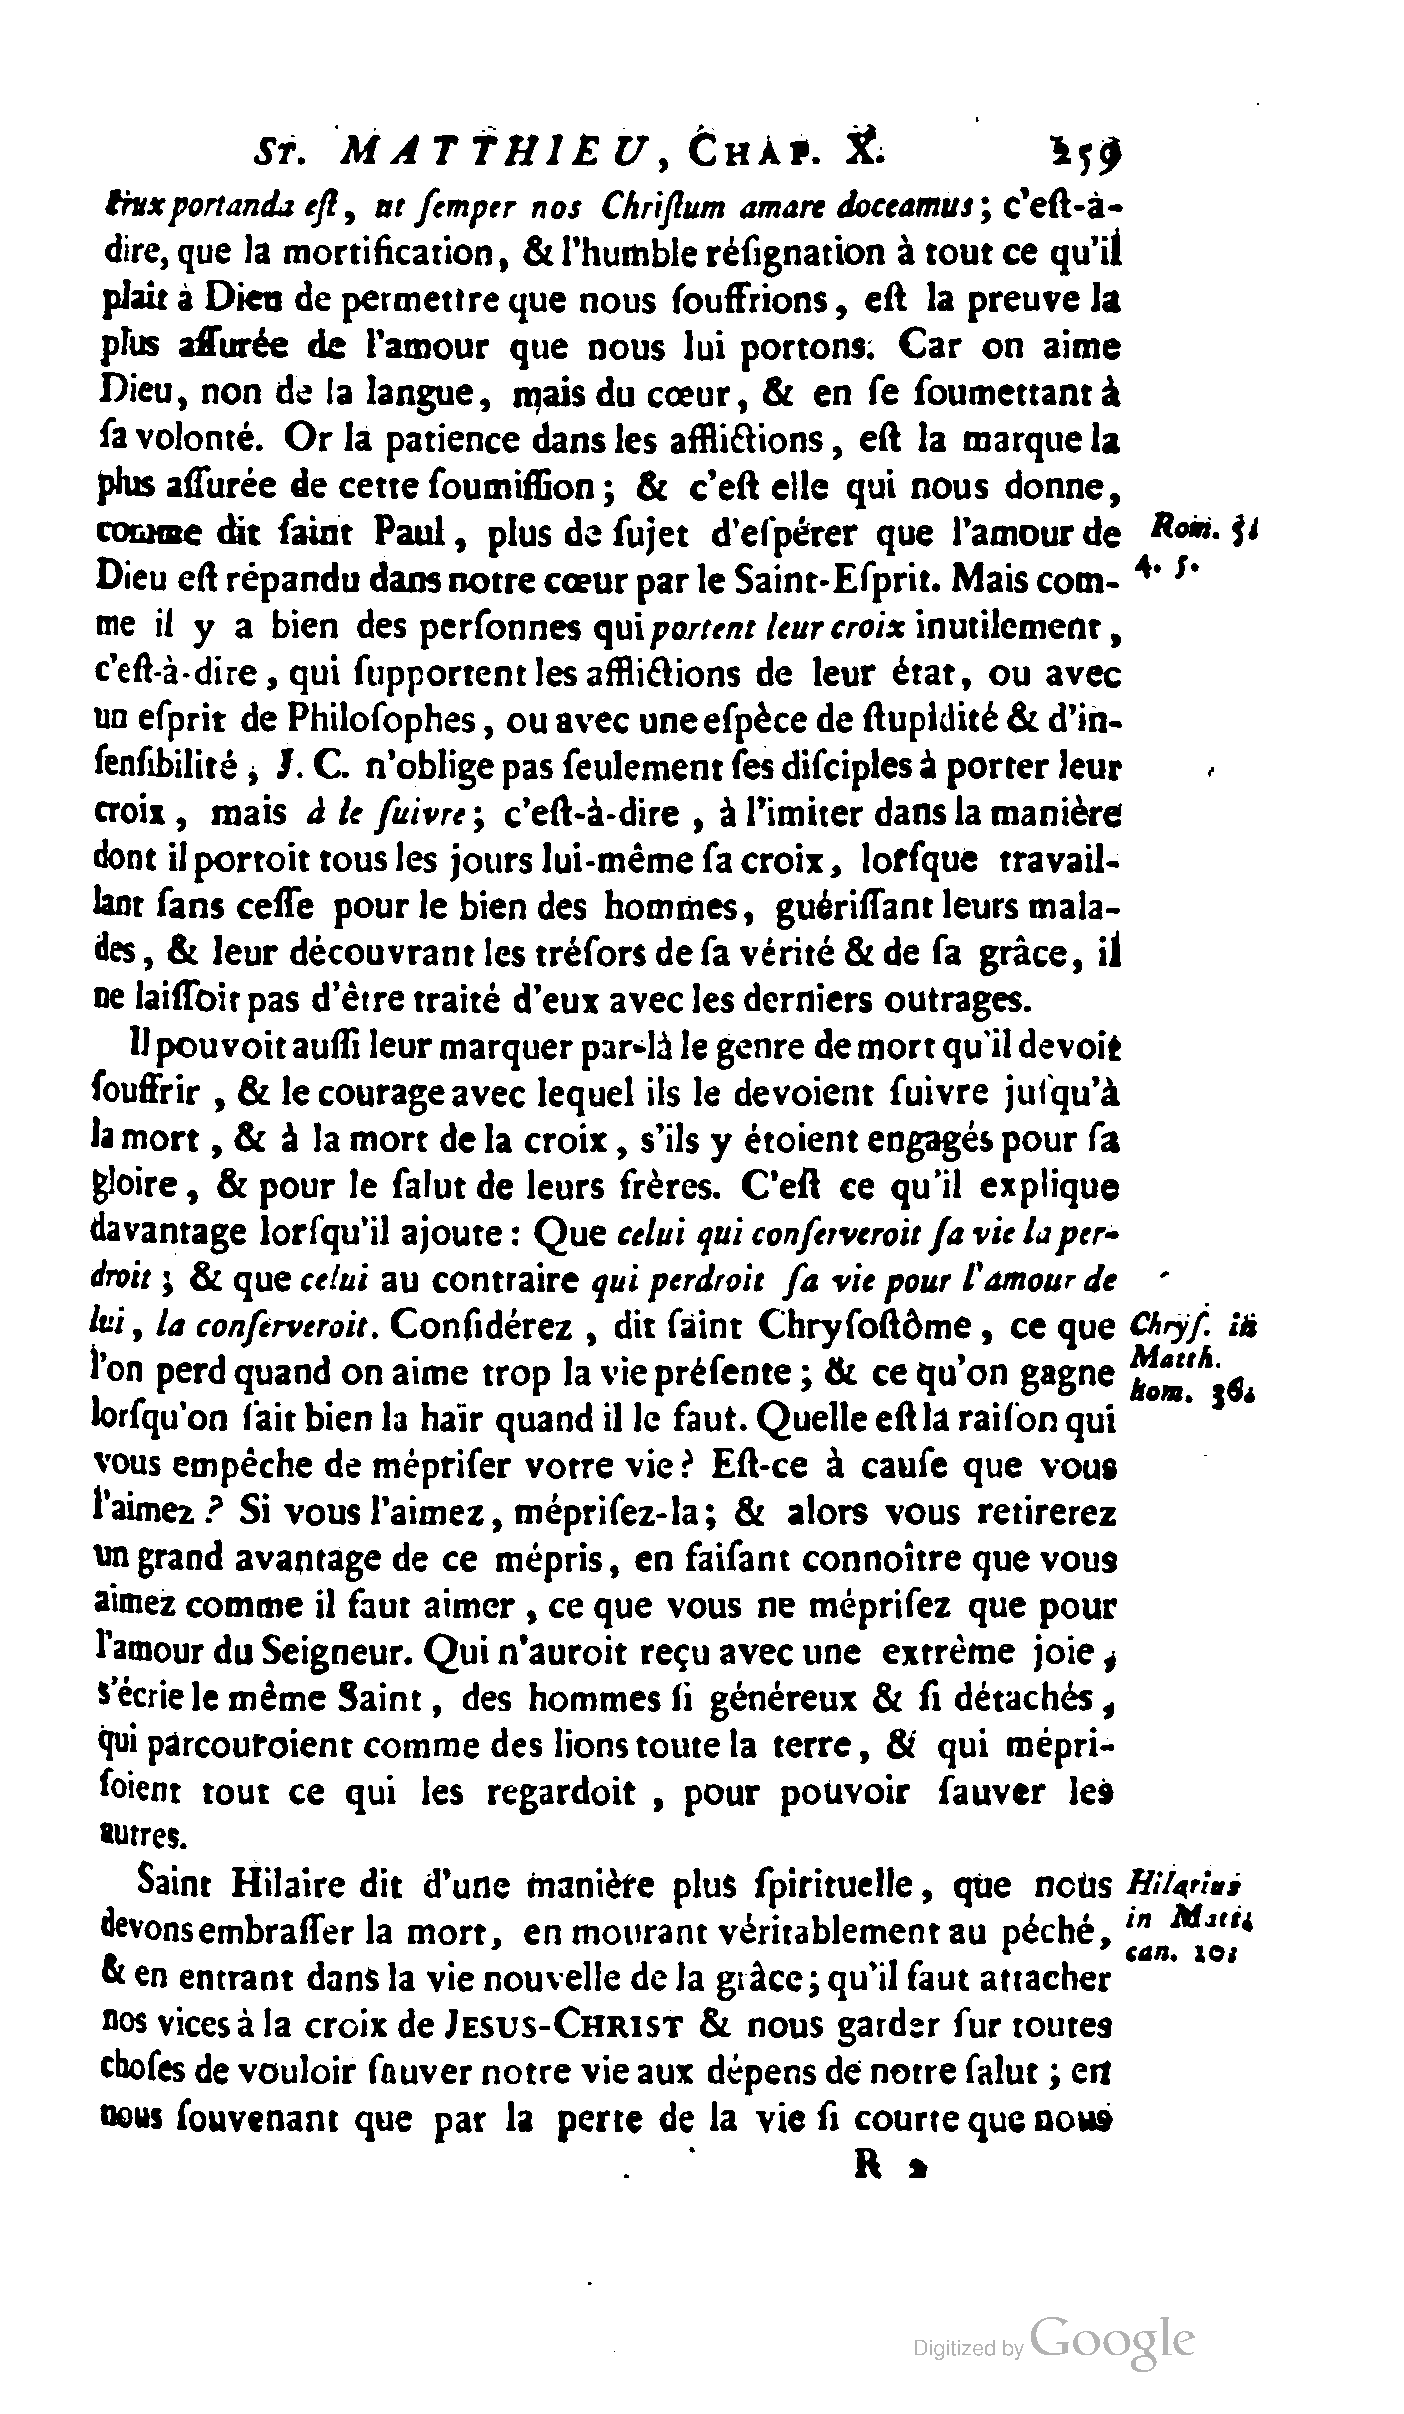 ST. MATTHIEU, CHAP. X. 259
crux portanda eſt, ut ſemper nos Chriſtum amare doceamus; c'eſt-à-
dire, que la mortification, & l'humble réſignation à tout ce qu'il
plait à Dieu de permettre que nous ſouffrions, eſt la preuve la
plus aſſurée de l'amour que nous lui portons. Car on aime
Dieu, non de la langue, mais du cœur, & en ſe ſoumettant à
ſa volonté. Or la patience dans les afflictions, eſt la marque la
plus aſſurée de cette ſoumiſſion; & c'eſt elle qui nous donne,
comme dit ſaint Paul, plus de ſujet d'eſpérer que l'amour de
Rom. 5.
Dieu eſt répandu dans notre cœur par le Saint-Eſprit. Mais com-
4. 5.
me il y a bien des perſonnes qui portent leur croix inutilement,
c'eſt-à-dire, qui ſupportent les afflictions de leur état, ou avec
un eſprit de Philoſophes, ou avec une eſpèce de ſtupidité & d'in-
ſenſibilité, J. C. n'oblige pas ſeulement ſes diſciples à porter leur
croix, mais à le ſuivre; c'eſt-à-dire, à l'imiter dans la manière
dont il portoit tous les jours lui-même ſa croix, lorſque travail-
lant ſans ceſſe pour le bien des hommes, guériſſant leurs mala-
des, & leur découvrant les tréſors de ſa vérité & de ſa grâce, il
ne laiſſoit pas d'être traité d'eux avec les derniers outrages.
Il pouvoit auſſi leur marquer par-là le genre de mort qu'il devoit
ſouffrir, & le courage avec lequel ils le devoient ſuivre juſqu'à
la mort, & à la mort de la croix, s'ils y étoient engagés pour ſa
gloire, & pour le ſalut de leurs frères. C'eſt ce qu'il explique
davantage lorſqu'il ajoute: Que celui qui conſerveroit ſa vie la per-
droit; & que celui au contraire qui perdroit ſa vie pour l'amour de
lui, la conſerveroit. Conſidérez, dit ſaint Chryſoſtôme, ce que
Chryſ. in
l'on perd quand on aime trop la vie préſente; & ce qu'on gagne
Matth.
hom. 36.
lorſqu'on ſait bien la haïr quand il le faut. Quelle eſt la raiſon qui
vous empêche de mépriſer votre vie? Eſt-ce à cauſe que vous
l'aimez? Si vous l'aimez, mépriſez-la; & alors vous retirerez
un grand avantage de ce mépris, en faiſant connoître que vous
aimez comme il faut aimer, ce que vous ne mépriſez que pour
l'amour du Seigneur. Qui n'auroit reçu avec une extrême joie,
s'écrie le même Saint, des hommes ſi généreux & ſi détachés,
qui parcouroient comme des lions toute la terre, & qui mépri-
ſoient tout ce qui les regardoit, pour pouvoir ſauver les
autres.
Saint Hilaire dit d'une manière plus ſpirituelle, que nous
Hilarius
devons embraſſer la mort, en mourant véritablement au péché,
in Matt.
can. 10.
& en entrant dans la vie nouvelle de la grâce; qu'il faut attacher
nos vices à la croix de JESUS-CHRIST & nous garder ſur toutes
choſes de vouloir ſauver notre vie aux dépens de notre ſalut; en
nous ſouvenant que par la perte de la vie ſi courte que nous
R 2
Digitized by Google